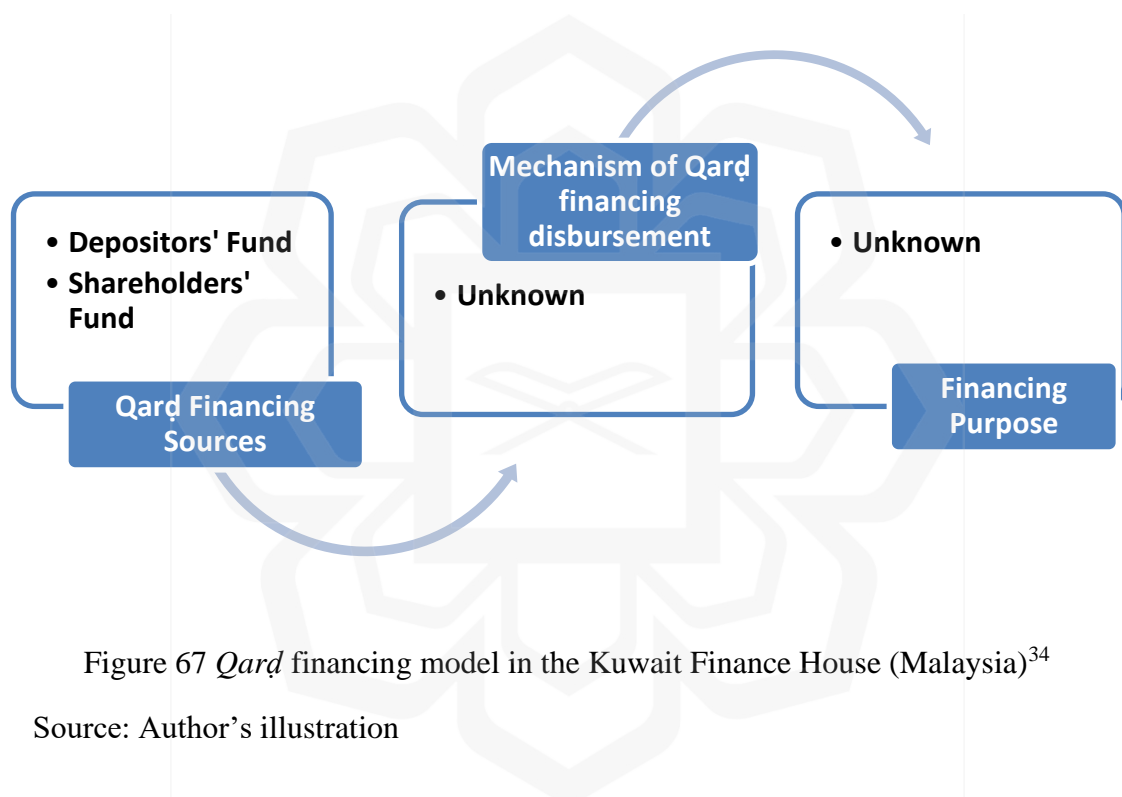 • Depositors' Fund
• Shareholders'
Fund
Qarḍ Financing
Sources
Mechanism of Qarḍ
financing
disbursement
• Unknown
• Unknown
Financing
Purpose
Figure 67 Qarḍ financing model in the Kuwait Finance House (Malaysia)34
Source: Author’s illustration